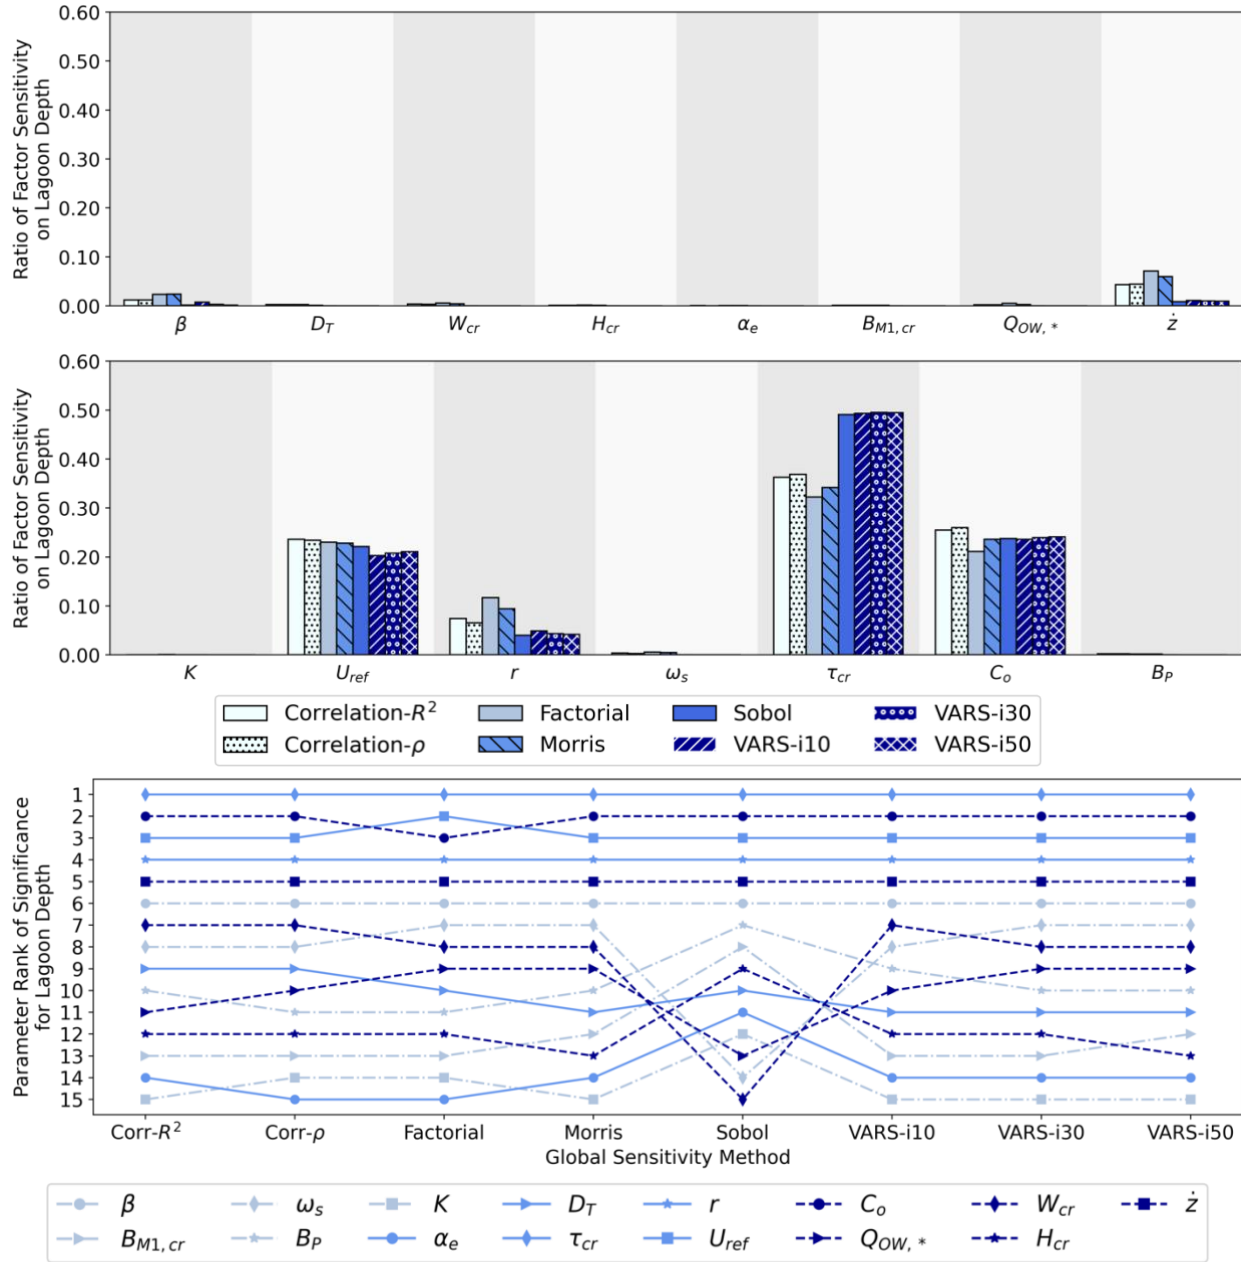 Ratio of Factor Sensitivity
on Lagoon Depth
0.60
0.50
0.40
0.30
0.20
0.10
0.00
β D_T W_cr H_cr α_e B_M1,cr Q_OW,* ż
Ratio of Factor Sensitivity
on Lagoon Depth
0.60
0.50
0.40
0.30
0.20
0.10
0.00
K U_ref r ω_s τ_cr C_o B_P
Correlation-R² Factorial Sobol VARS-i30
Correlation-ρ Morris VARS-i10 VARS-i50
Parameter Rank of Significance
for Lagoon Depth
1
2
3
4
5
6
7
8
9
10
11
12
13
14
15
Corr-R² Corr-ρ Factorial Morris Sobol VARS-i10 VARS-i30 VARS-i50
Global Sensitivity Method
β ω_s K D_T r C_o W_cr ż
B_M1,cr B_P α_e τ_cr U_ref Q_OW,* H_cr